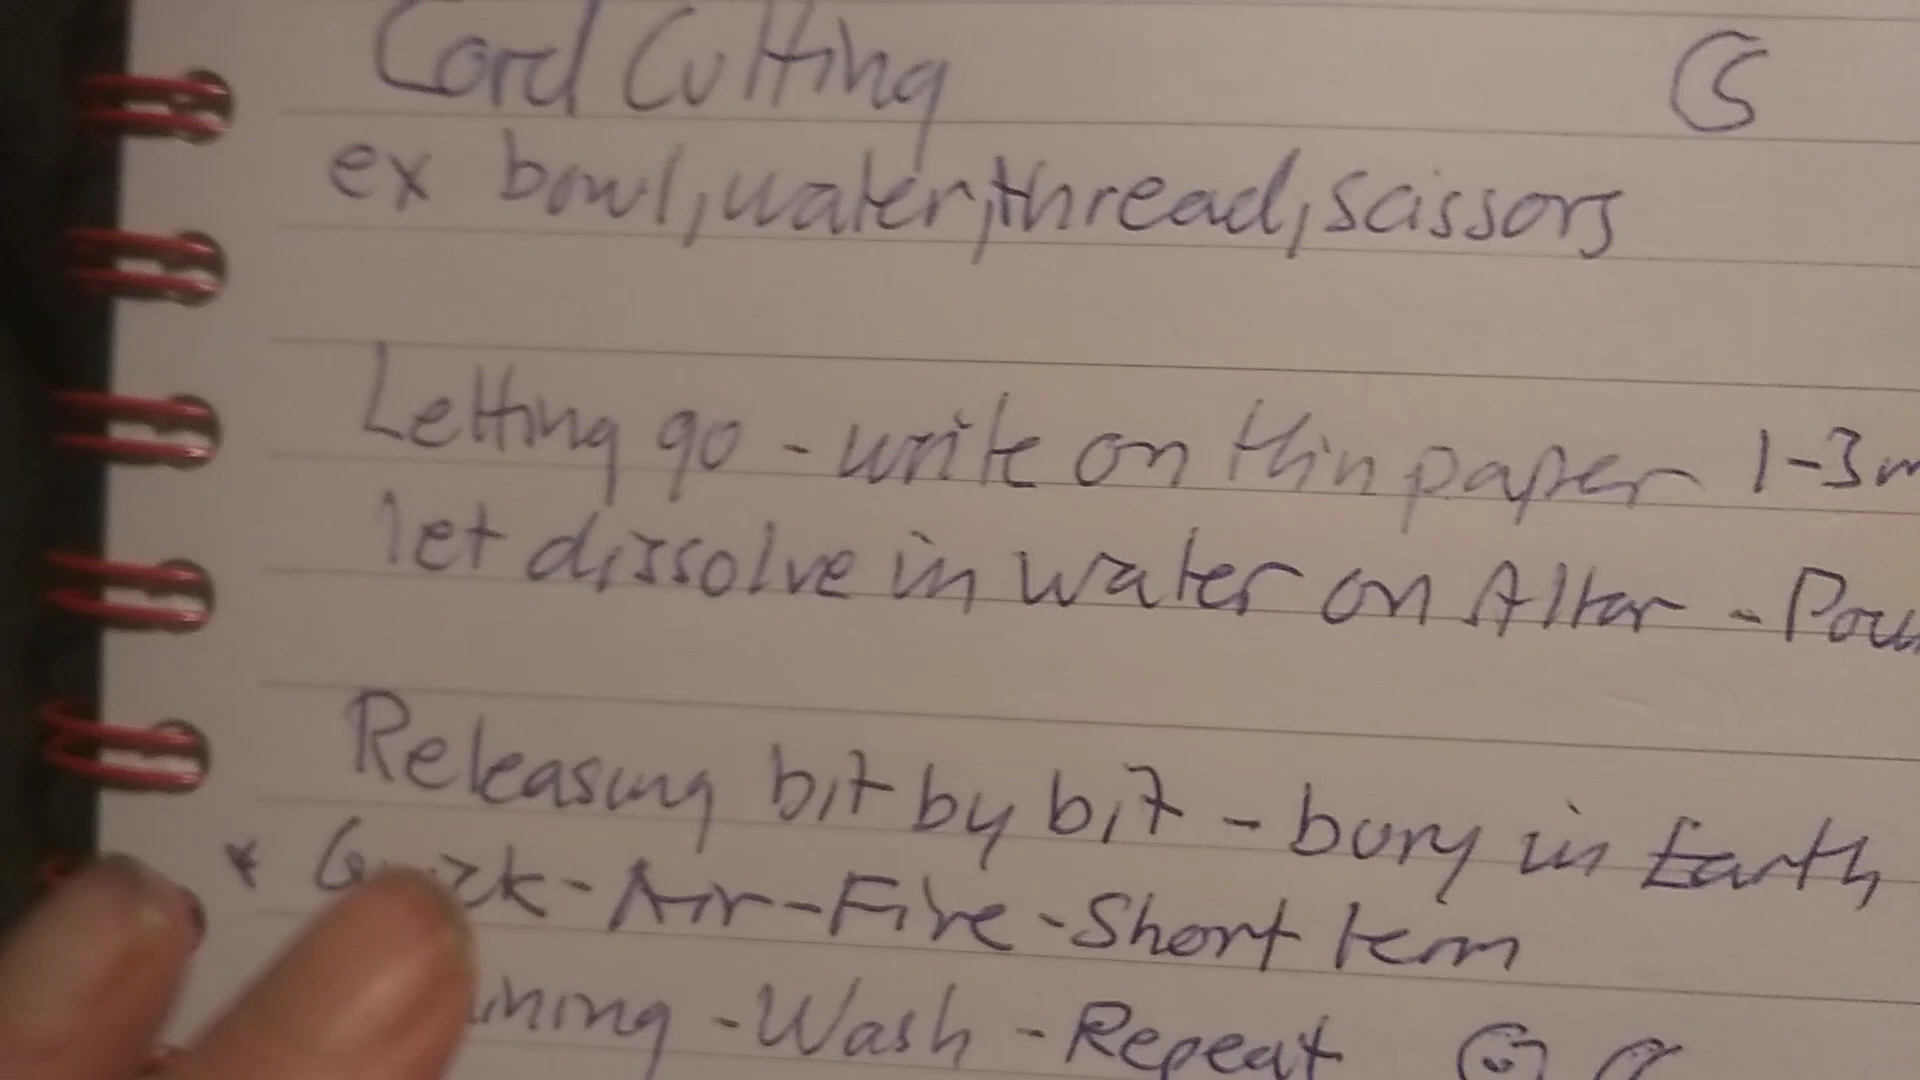 Cord Cutting
ex bowl, water, thread, scissors
Letting go - write on thin paper 1-3
let dissolve in water on Altar -
Releasing bit by bit - bury in Earth
* - Air - Fire - Short term
- Wash - Repeat